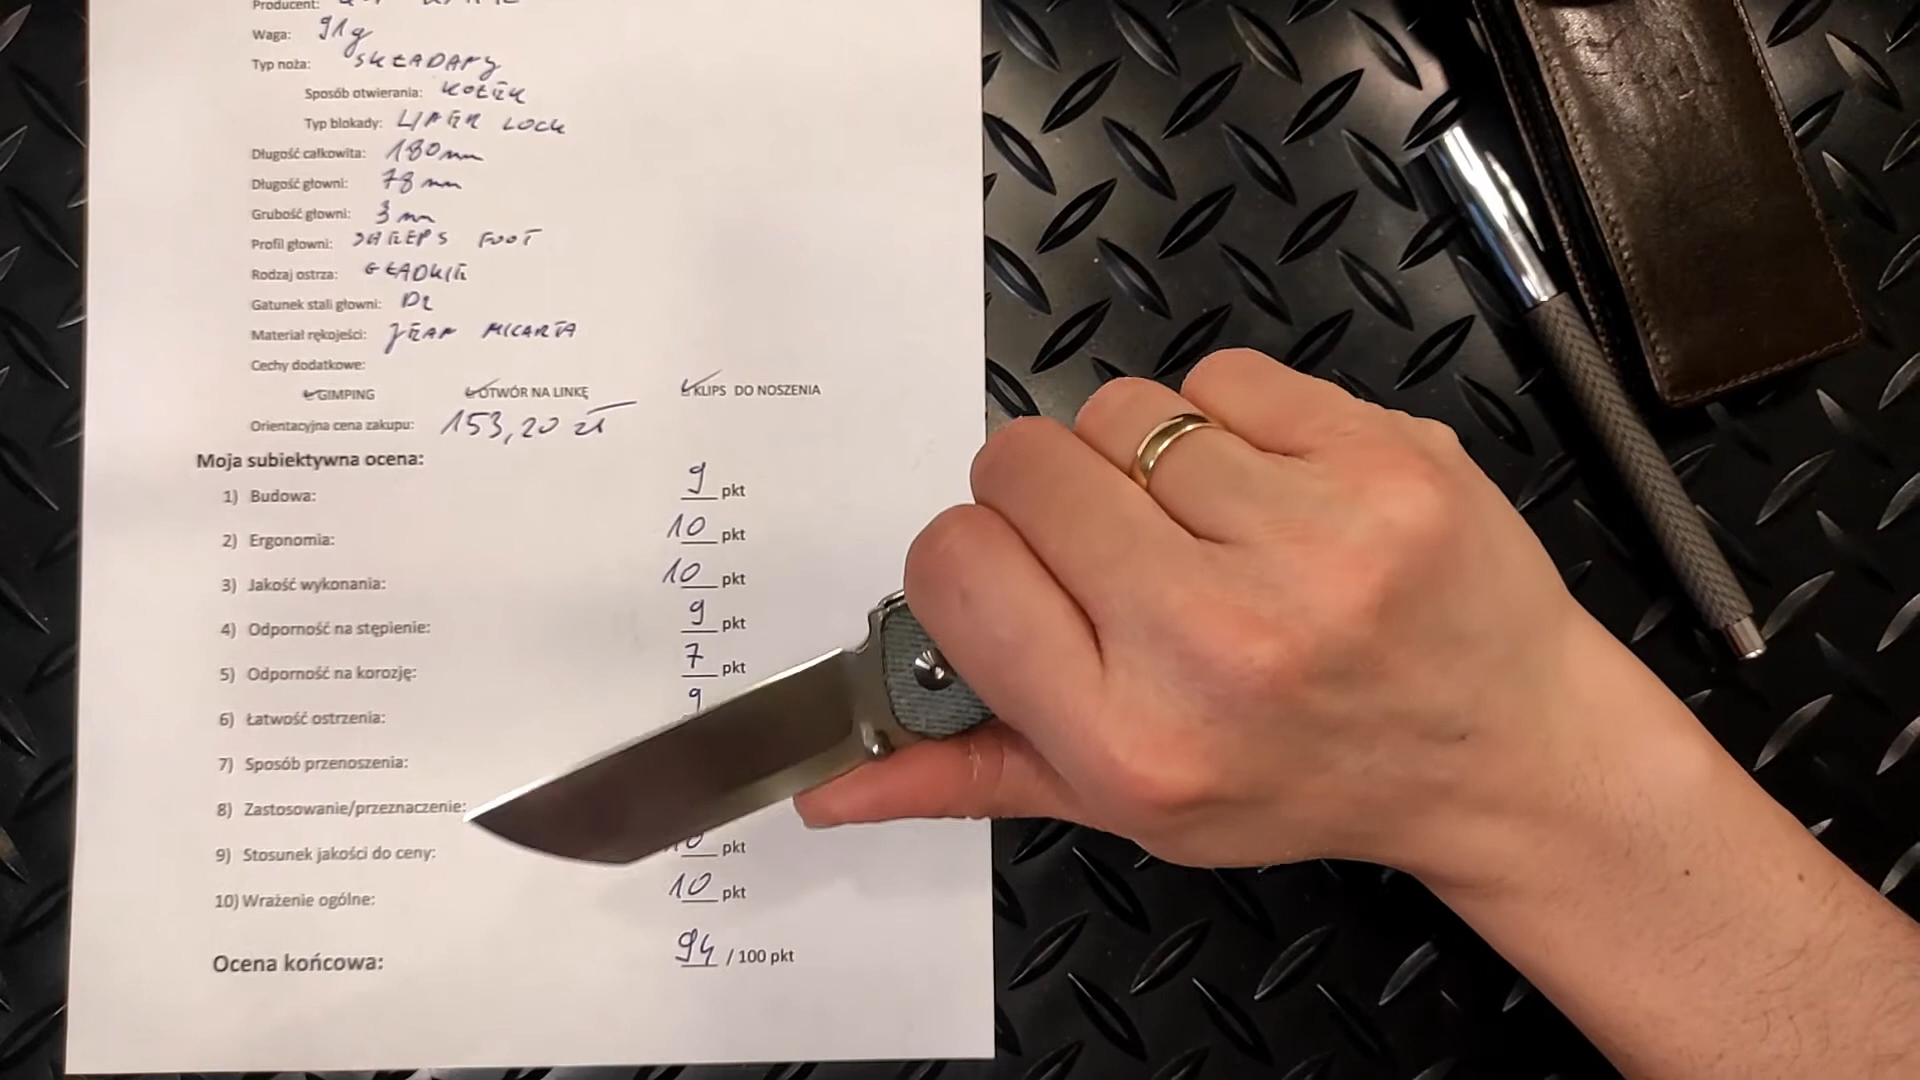 Producent:
Waga: 91g
Typ noża: SKŁADANY
Sposób otwierania: KOŁEK
Typ blokady: LINER LOCK
Długość całkowita: 180mm
Długość głowni: 78mm
Grubość głowni: 3mm
Profil głowni: SHEEPS FOOT
Rodzaj ostrza: GŁADKIE
Gatunek stali głowni: D2
Materiał rękojeści: JEAN MICARTA
Cechy dodatkowe:
GIMPING OTWÓR NA LINKĘ KLIPS DO NOSZENIA
Orientacyjna cena zakupu: 153,20 zł
Moja subiektywna ocena:
1) Budowa: 9 pkt
2) Ergonomia: 10 pkt
3) Jakość wykonania: 10 pkt
4) Odporność na stępienie: 9 pkt
5) Odporność na korozję: 7 pkt
6) Łatwość ostrzenia: 9
7) Sposób przenoszenia:
8) Zastosowanie/przeznaczenie:
9) Stosunek jakości do ceny: 10 pkt
10) Wrażenie ogólne: 10 pkt
Ocena końcowa: 94 / 100 pkt